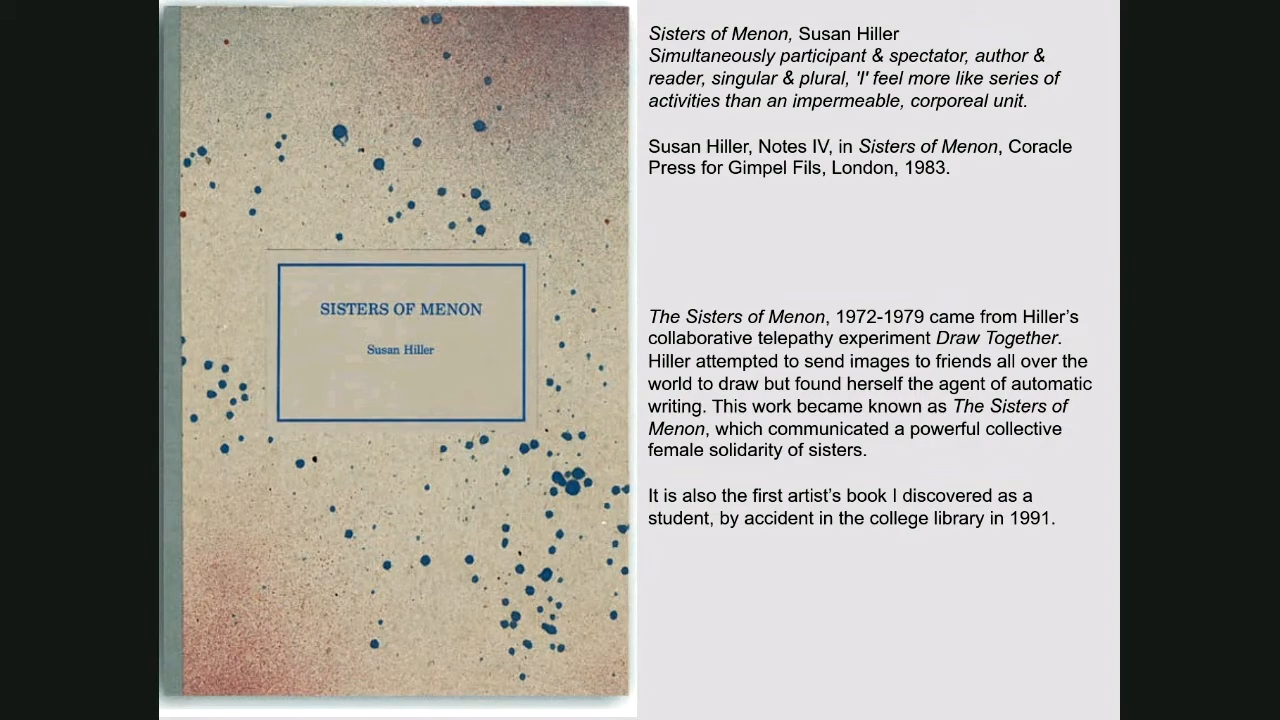 SISTERS OF MENON
Susan Hiller
Sisters of Menon, Susan Hiller
Simultaneously participant & spectator, author &
reader, singular & plural, 'I' feel more like series of
activities than an impermeable, corporeal unit.
Susan Hiller, Notes IV, in Sisters of Menon, Coracle
Press for Gimpel Fils, London, 1983.
The Sisters of Menon, 1972-1979 came from Hiller’s
collaborative telepathy experiment Draw Together.
Hiller attempted to send images to friends all over the
world to draw but found herself the agent of automatic
writing. This work became known as The Sisters of
Menon, which communicated a powerful collective
female solidarity of sisters.
It is also the first artist’s book I discovered as a
student, by accident in the college library in 1991.